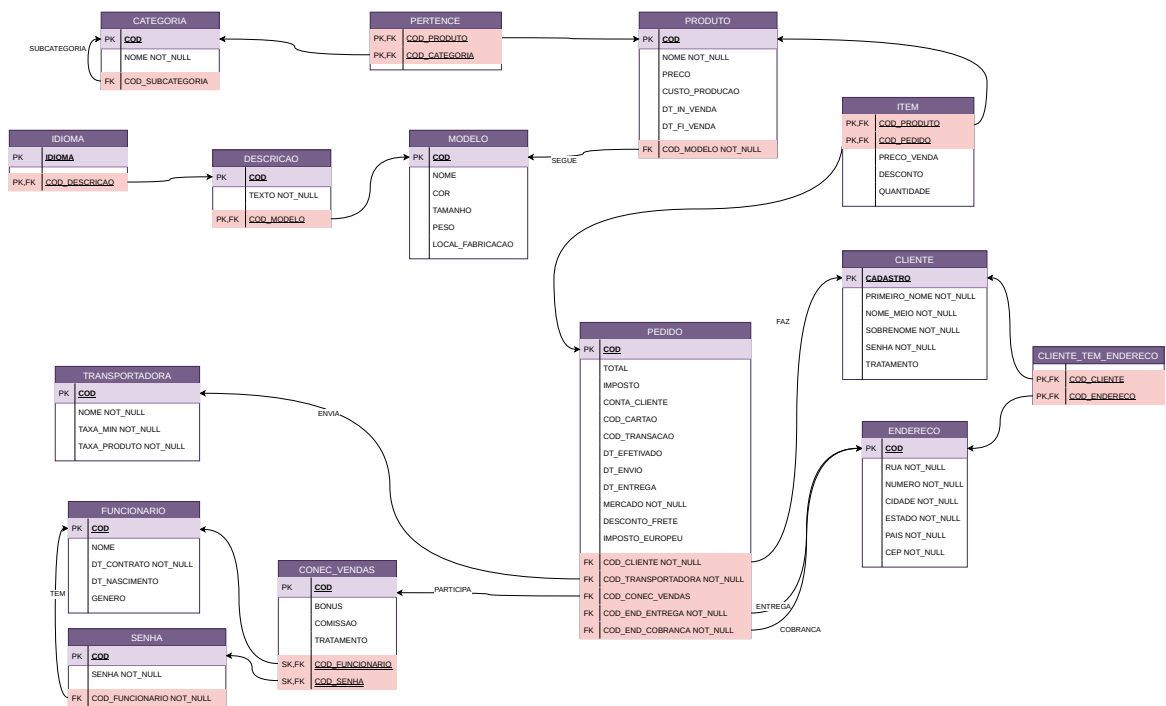 CATEGORIA
PK COD
NOME NOT_NULL
FK COD_SUBCATEGORIA
SUBCATEGORIA
PERTENCE
PK,FK COD_PRODUTO
PK,FK COD_CATEGORIA
PRODUTO
PK COD
NOME NOT_NULL
PRECO
CUSTO_PRODUCAO
DT_IN_VENDA
DT_FI_VENDA
FK COD_MODELO NOT_NULL
ITEM
PK,FK COD_PRODUTO
PK,FK COD_PEDIDO
PRECO_VENDA
DESCONTO
QUANTIDADE
IDIOMA
PK IDIOMA
PK,FK COD_DESCRICAO
DESCRICAO
PK COD
TEXTO NOT_NULL
PK,FK COD_MODELO
MODELO
PK COD
NOME
COR
TAMANHO
PESO
LOCAL_FABRICACAO
SEGUE
CLIENTE
PK CADASTRO
PRIMEIRO_NOME NOT_NULL
NOME_MEIO NOT_NULL
SOBRENOME NOT_NULL
SENHA NOT_NULL
TRATAMENTO
FAZ
CLIENTE_TEM_ENDERECO
PK,FK COD_CLIENTE
PK,FK COD_ENDERECO
PEDIDO
PK COD
TOTAL
IMPOSTO
CONTA_CLIENTE
COD_CARTAO
COD_TRANSACAO
DT_EFETIVADO
DT_ENVIO
DT_ENTREGA
MERCADO NOT_NULL
DESCONTO_FRETE
IMPOSTO_EUROPEU
FK COD_CLIENTE NOT_NULL
FK COD_TRANSPORTADORA NOT_NULL
FK COD_CONEC_VENDAS
FK COD_END_ENTREGA NOT_NULL
FK COD_END_COBRANCA NOT_NULL
ENTREGA
COBRANCA
ENDERECO
PK COD
RUA NOT_NULL
NUMERO NOT_NULL
CIDADE NOT_NULL
ESTADO NOT_NULL
PAIS NOT_NULL
CEP NOT_NULL
TRANSPORTADORA
PK COD
NOME NOT_NULL
TAXA_MIN NOT_NULL
TAXA_PRODUTO NOT_NULL
ENVIA
FUNCIONARIO
PK COD
NOME
DT_CONTRATO NOT_NULL
DT_NASCIMENTO
GENERO
TEM
CONEC_VENDAS
PK COD
BONUS
COMISSAO
TRATAMENTO
SK,FK COD_FUNCIONARIO
SK,FK COD_SENHA
PARTICIPA
SENHA
PK COD
SENHA NOT_NULL
FK COD_FUNCIONARIO NOT_NULL